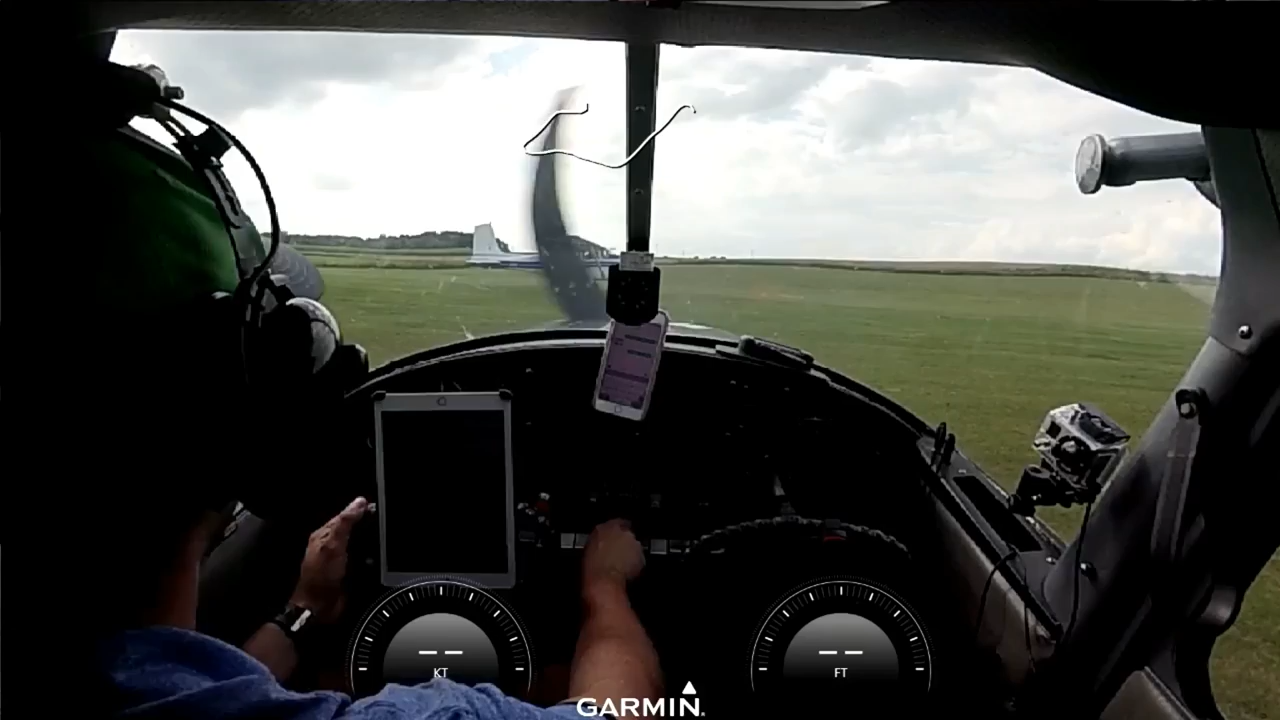 — — — —
KT FT
GARMIN.